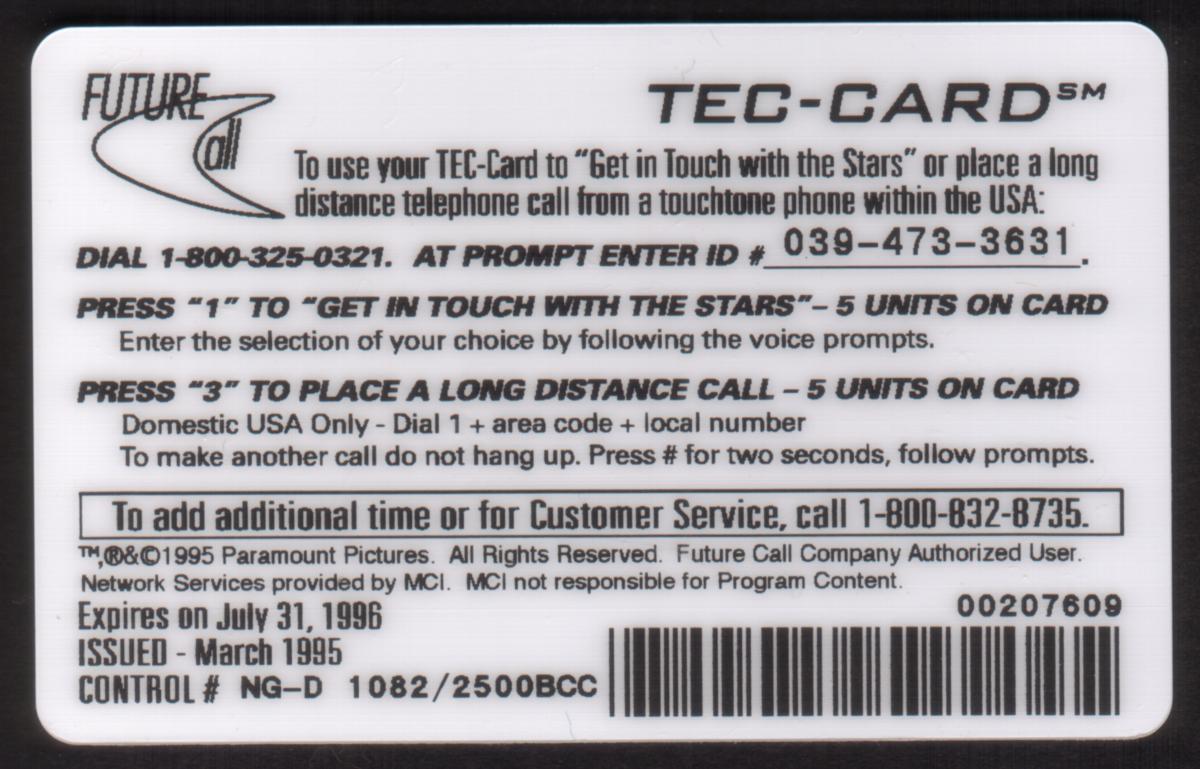 FUTURE
Call
TEC-CARD℠
To use your TEC-Card to “Get in Touch with the Stars” or place a long
distance telephone call from a touchtone phone within the USA:
DIAL 1-800-325-0321. AT PROMPT ENTER ID # 039-473-3631.
PRESS “1” TO “GET IN TOUCH WITH THE STARS”– 5 UNITS ON CARD
Enter the selection of your choice by following the voice prompts.
PRESS “3” TO PLACE A LONG DISTANCE CALL – 5 UNITS ON CARD
Domestic USA Only - Dial 1 + area code + local number
To make another call do not hang up. Press # for two seconds, follow prompts.
To add additional time or for Customer Service, call 1-800-832-8735.
™,®&©1995 Paramount Pictures. All Rights Reserved. Future Call Company Authorized User.
Network Services provided by MCI. MCI not responsible for Program Content.
Expires on July 31, 1996
00207609
ISSUED - March 1995
CONTROL # NG-D 1082/2500BCC